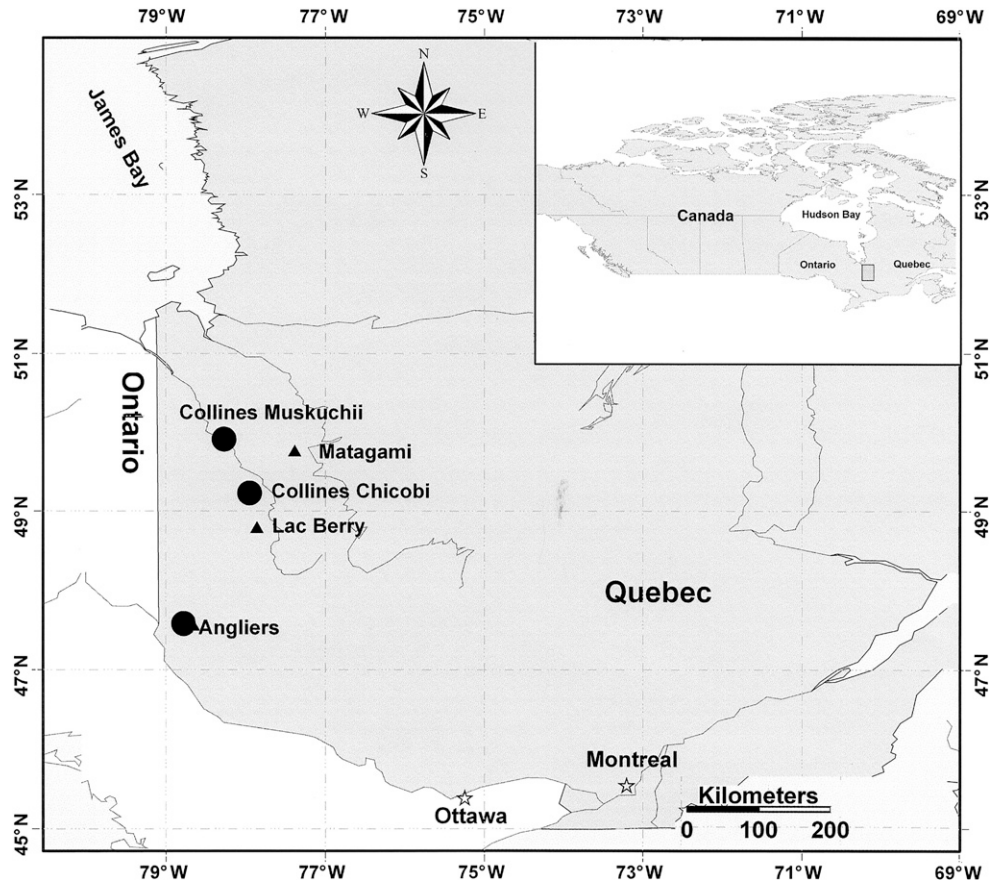 79°W 77°W 75°W 73°W 71°W 69°W
N
W E
S
James Bay
53°N
53°N
Canada
Hudson Bay
Ontario
Quebec
51°N
51°N
Ontario
Collines Muskuchii
Matagami
Collines Chicobi
49°N
49°N
Lac Berry
Quebec
Angliers
47°N
47°N
Montreal
Kilometers
0 100 200
Ottawa
45°N
45°N
79°W 77°W 75°W 73°W 71°W 69°W